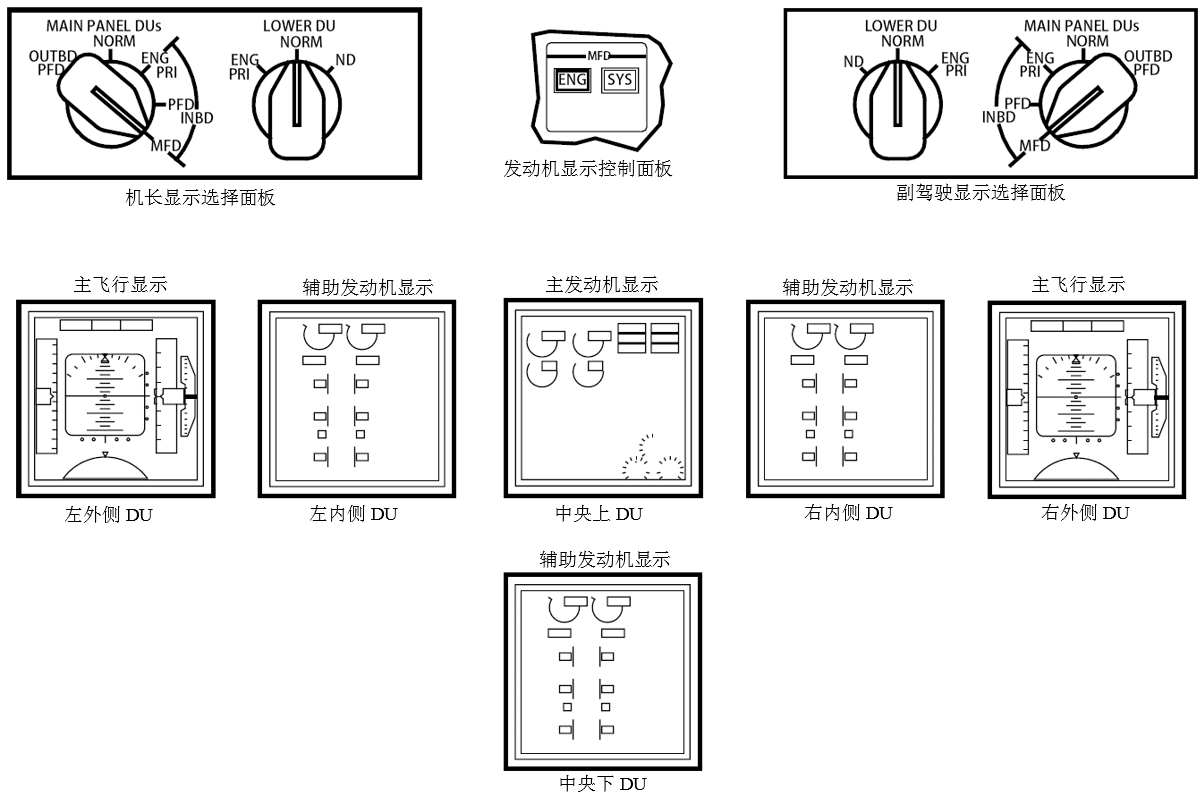 MAIN PANEL DUs
NORM
OUTBD
PFD
ENG
PRI
PFD
INBD
MFD
LOWER DU
NORM
ENG
PRI
ND
机长显示选择面板
MFD
ENG SYS
发动机显示控制面板
LOWER DU
NORM
ND
ENG
PRI
MAIN PANEL DUs
NORM
ENG
PRI
OUTBD
PFD
PFD
INBD
MFD
副驾驶显示选择面板
主飞行显示
辅助发动机显示
主发动机显示
辅助发动机显示
主飞行显示
左外侧 DU
左内侧 DU
中央上 DU
右内侧 DU
右外侧 DU
辅助发动机显示
中央下 DU